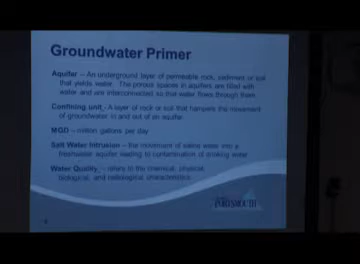 Groundwater Primer
Aquifer – An underground layer of permeable rock, sediment or soil
that yields water. The porous spaces in aquifers are filled with
water and are interconnected so that water flows through them.
Confining unit - A layer of rock or soil that hampers the movement
of groundwater in and out of an aquifer
MGD – million gallons per day
Salt Water Intrusion – the movement of saline water into a
freshwater aquifer leading to contamination of drinking water
Water Quality - refers to the chemical, physical,
biological, and radiological characteristics
PORTSMOUTH